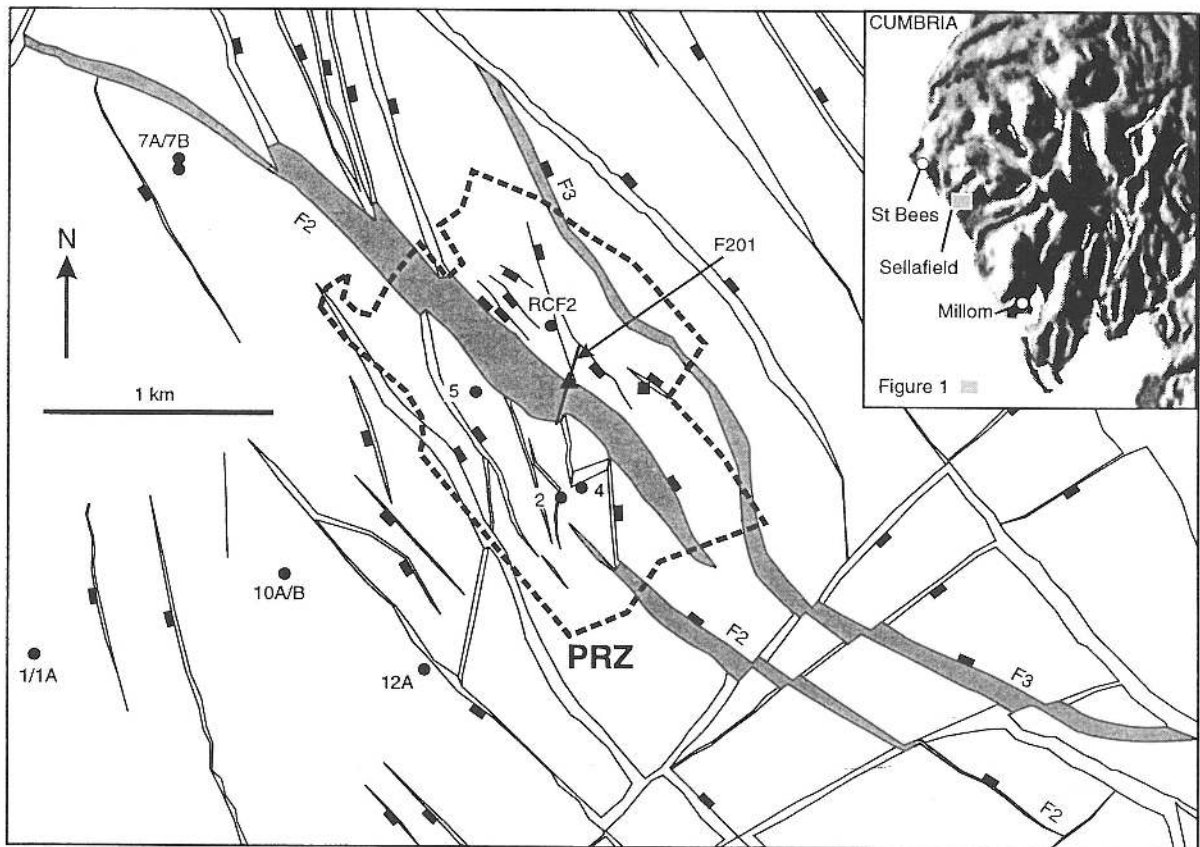 CUMBRIA
St Bees
Sellafield
Millom
Figure 1
7A/7B
F2
F3
N
F201
RCF2
1 km
5
2
4
10A/B
PRZ
F2
1/1A
12A
F3
F2